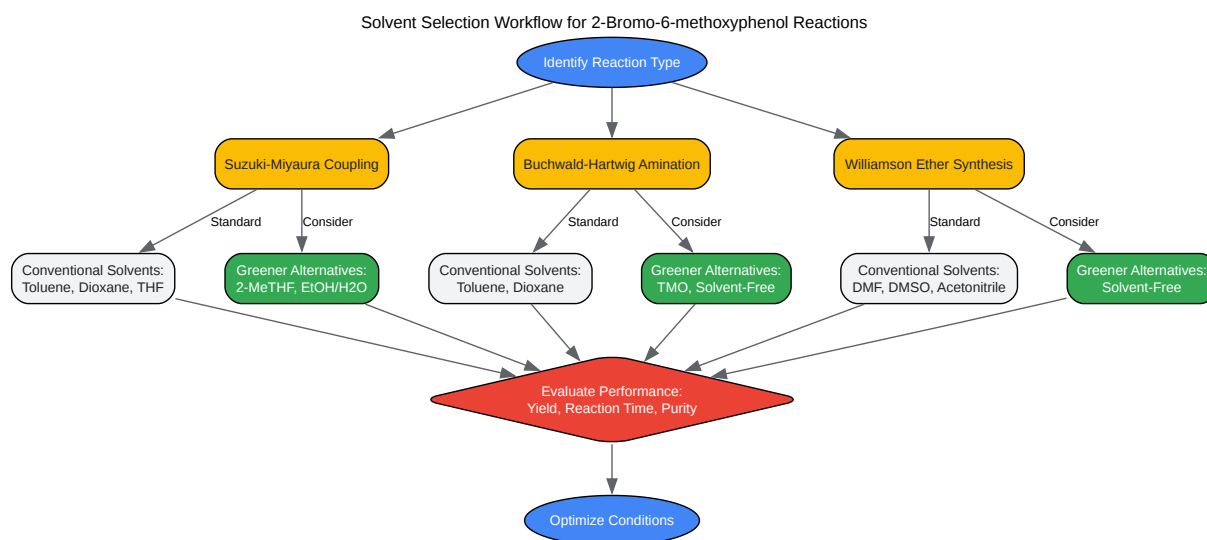 Solvent Selection Workflow for 2-Bromo-6-methoxyphenol Reactions
Identify Reaction Type
Suzuki-Miyaura Coupling
Buchwald-Hartwig Amination
Williamson Ether Synthesis
Standard
Consider
Standard
Consider
Standard
Consider
Conventional Solvents:
Toluene, Dioxane, THF
Greener Alternatives:
2-MeTHF, EtOH/H2O
Conventional Solvents:
Toluene, Dioxane
Greener Alternatives:
TMO, Solvent-Free
Conventional Solvents:
DMF, DMSO, Acetonitrile
Greener Alternatives:
Solvent-Free
Evaluate Performance:
Yield, Reaction Time, Purity
Optimize Conditions